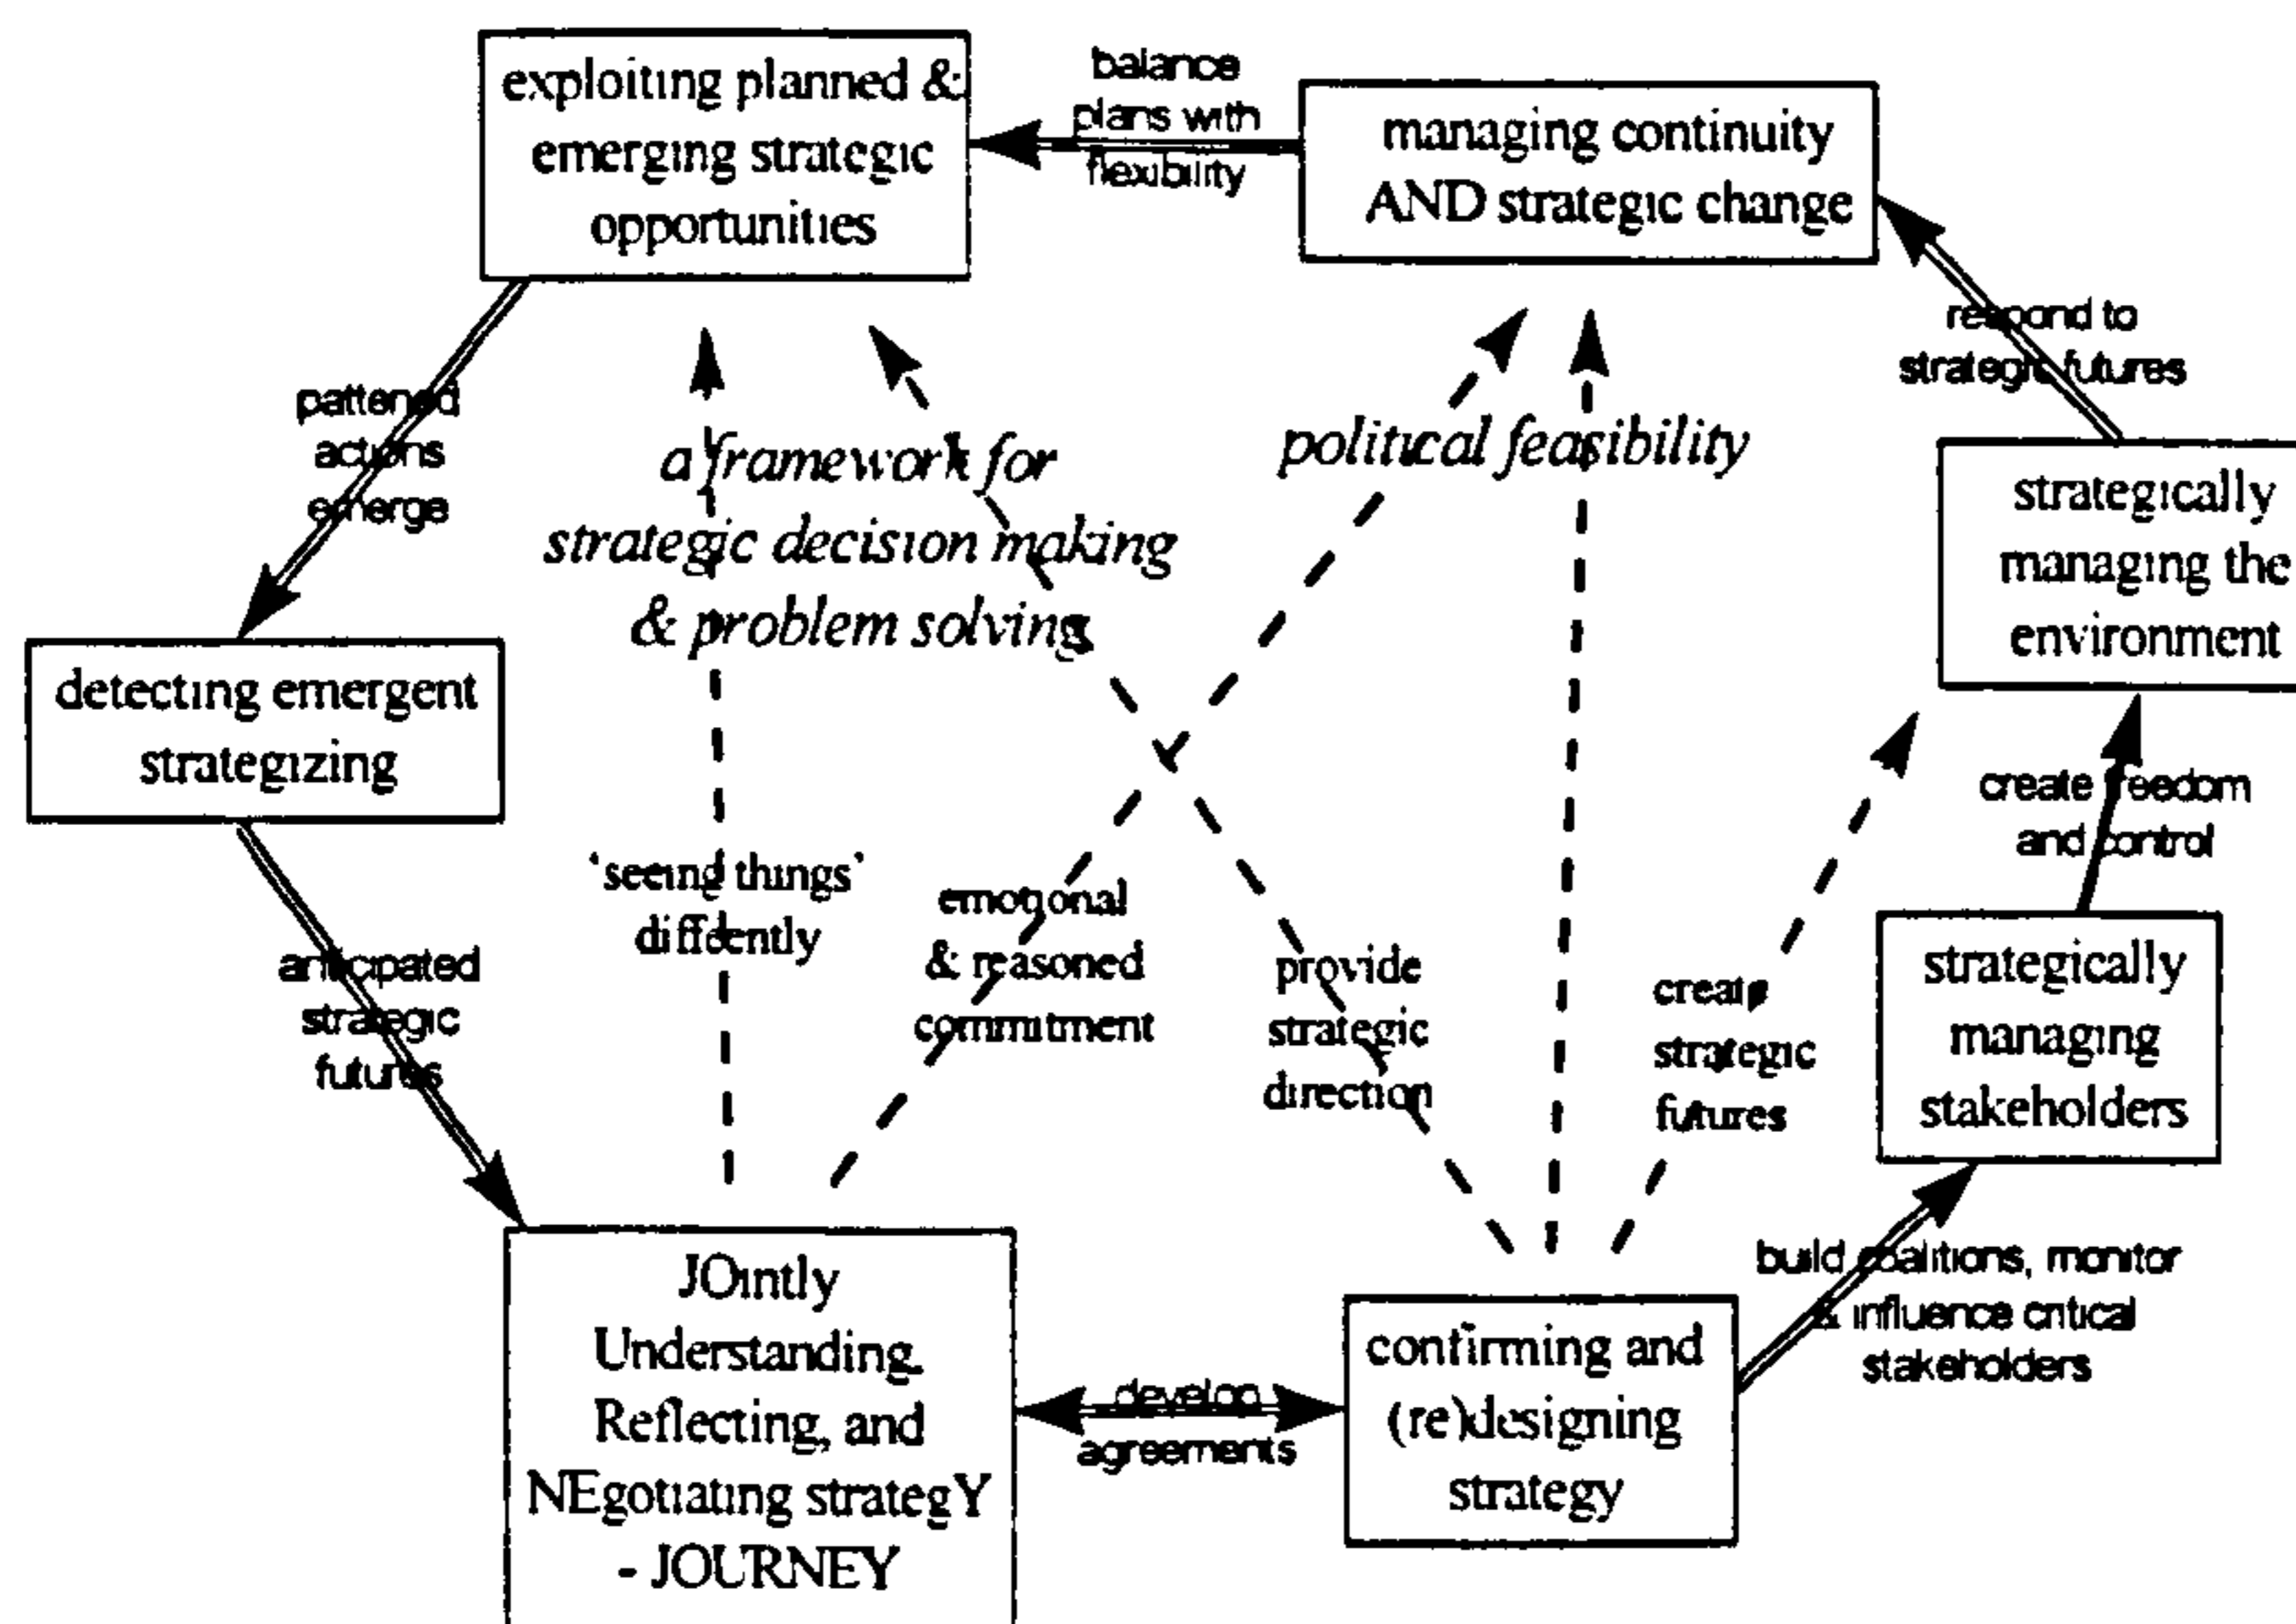 exploiting planned &
emerging strategic
opportunities
balance
plans with
flexibility
managing continuity
AND strategic change
respond to
strategic futures
pattened
actions
emerge
a framework for
strategic decision making
& problem solving
political feasibility
strategically
managing the
environment
detecting emergent
strategizing
create freedom
and control
'seeing things'
differently
emotional
& reasoned
commitment
provide
strategic
direction
create
strategic
futures
strategically
managing
stakeholders
anticipated
strategic
futures
JOintly
Understanding,
Reflecting, and
NEgotiating strategY
- JOURNEY
develop
agreements
confirming and
(re)designing
strategy
build coalitions, monitor
& influence critical
stakeholders